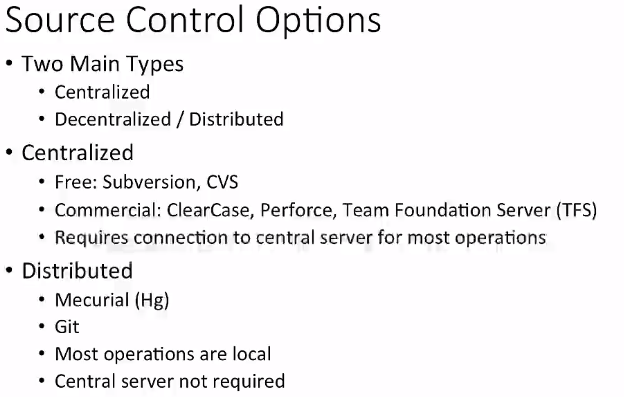 Source Control Options
• Two Main Types
• Centralized
• Decentralized / Distributed
• Centralized
• Free: Subversion, CVS
• Commercial: ClearCase, Perforce, Team Foundation Server (TFS)
• Requires connection to central server for most operations
• Distributed
• Mecurial (Hg)
• Git
• Most operations are local
• Central server not required